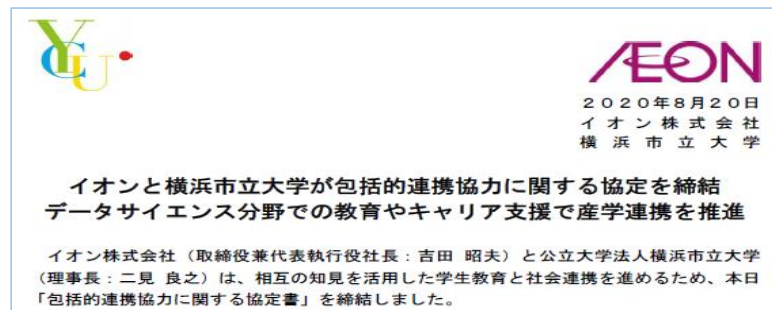 YCU
ÆON
2020年8月20日
イオン株式会社
横浜市立大学
イオンと横浜市立大学が包括的連携協力に関する協定を締結
データサイエンス分野での教育やキャリア支援で産学連携を推進
イオン株式会社（取締役兼代表執行役社長：吉田 昭夫）と公立大学法人横浜市立大学
（理事長：二見 良之）は、相互の知見を活用した学生教育と社会連携を進めるため、本日
「包括的連携協力に関する協定書」を締結しました。